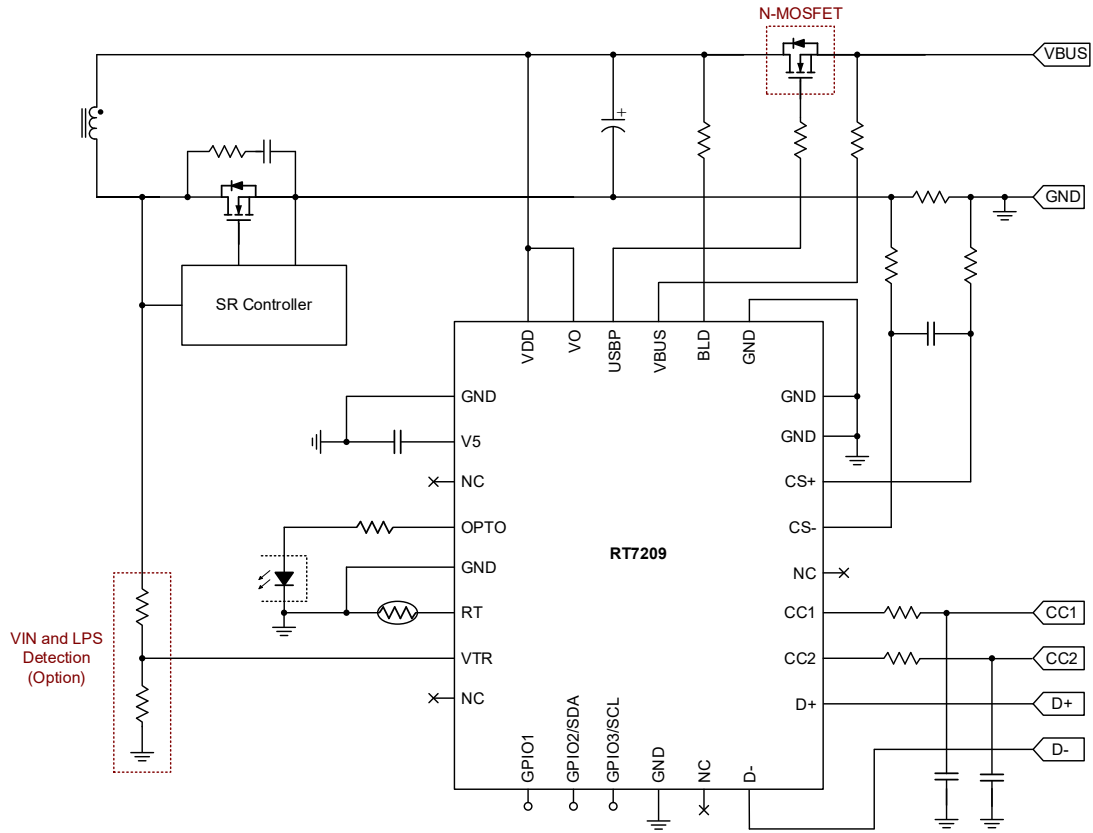 N-MOSFET
VBUS
GND
SR Controller
VDD
VO
USBP
VBUS
BLD
GND
GND
V5
NC
OPTO
GND
RT
VTR
NC
RT7209
GND
GND
CS+
CS-
NC
CC1
CC2
D+
CC1
CC2
D+
D-
VIN and LPS
Detection
(Option)
GPIO1
GPIO2/SDA
GPIO3/SCL
GND
NC
D-
+